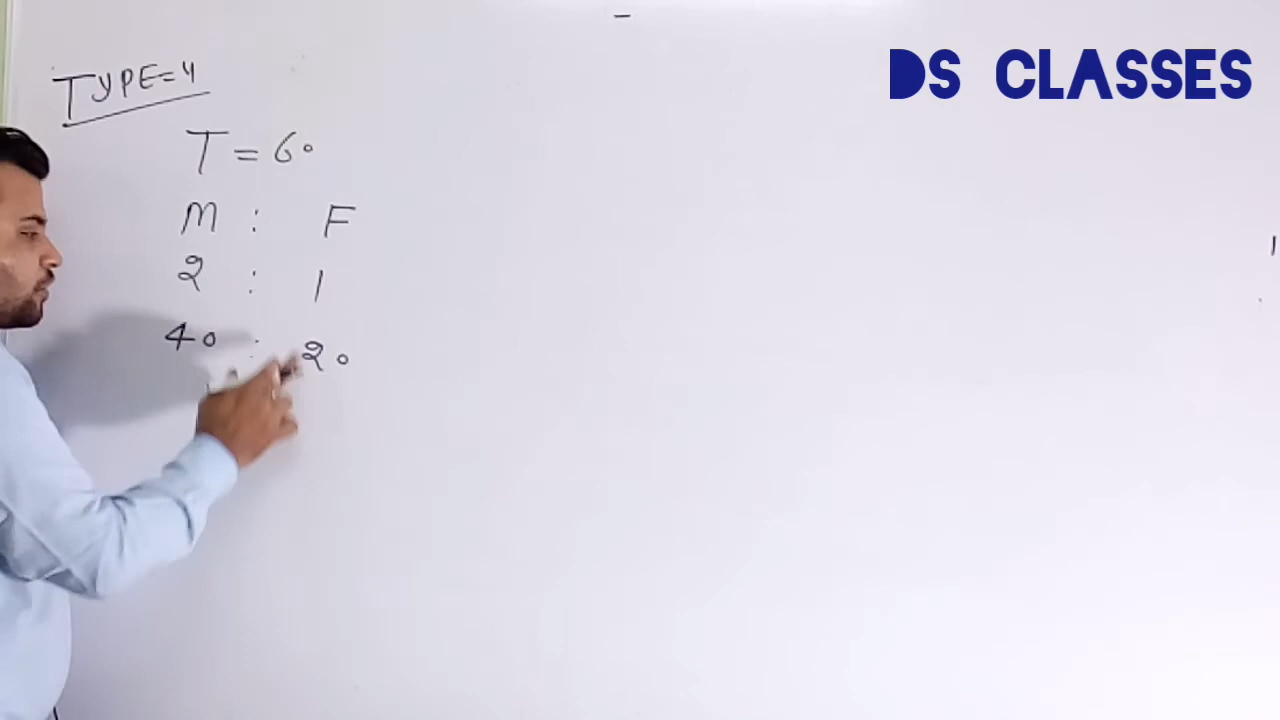 DS CLASSES
TYPE=4
T = 60
M : F
2 : 1
40 : 20